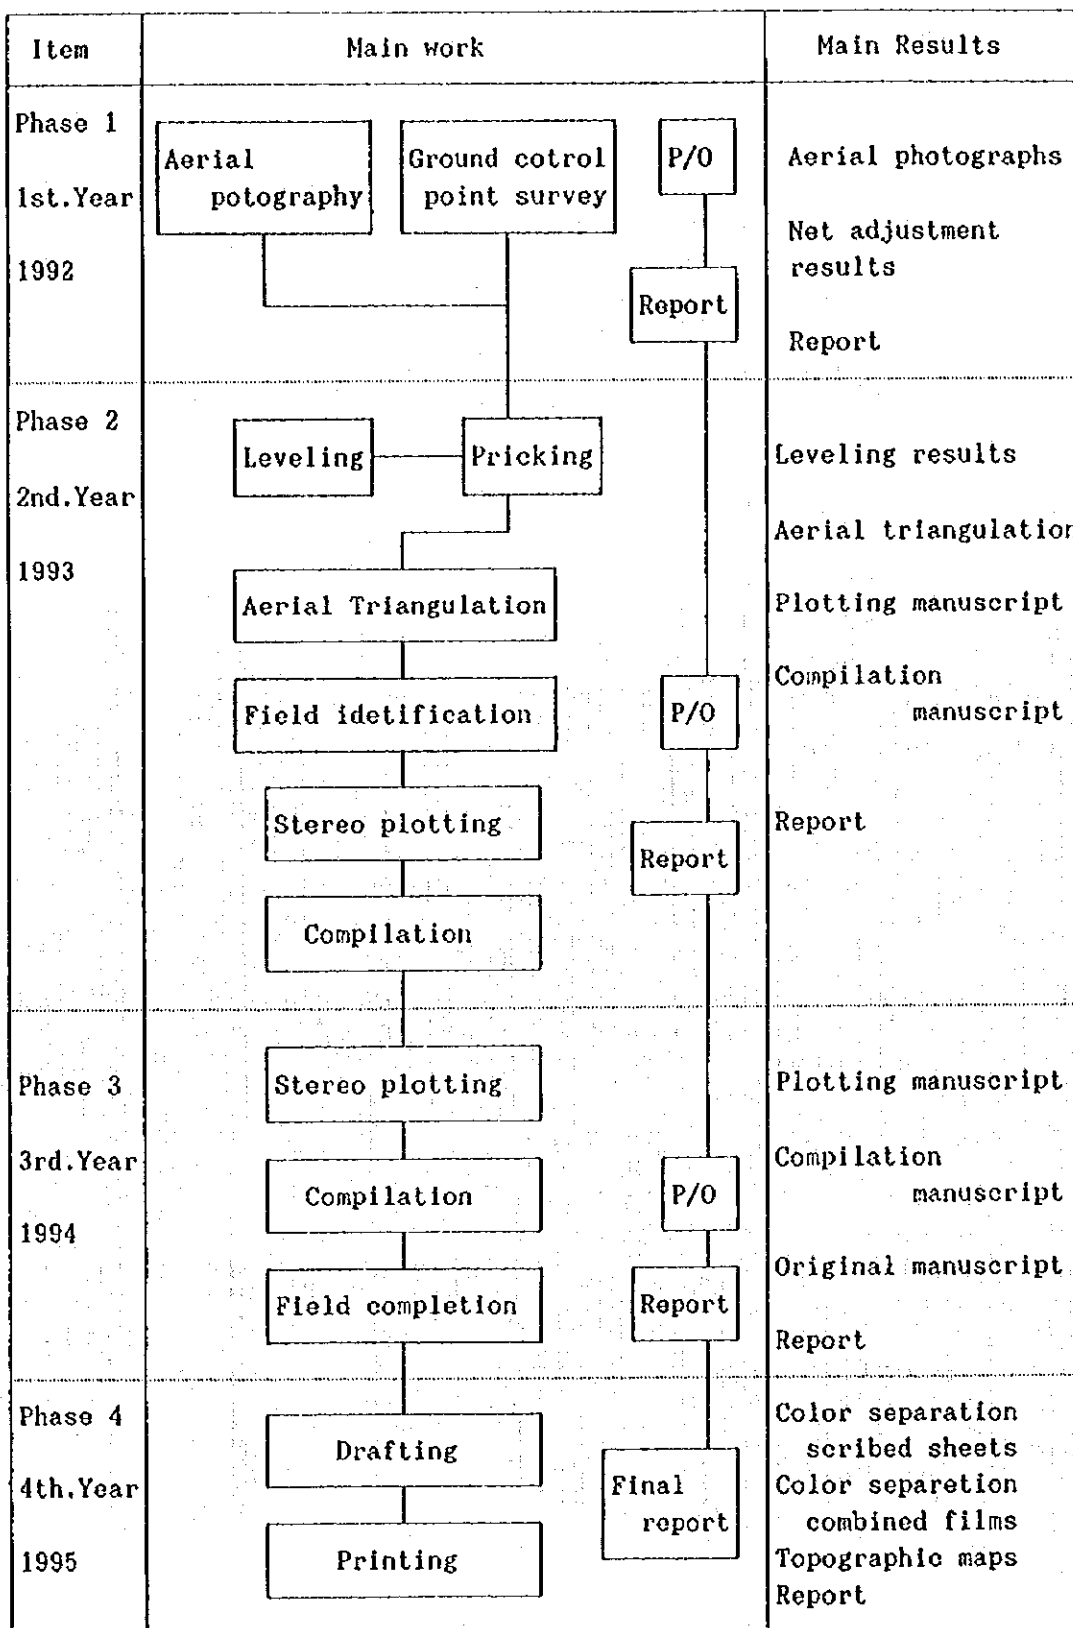 Item
Main work
Main Results
Phase 1
1st.Year
1992
Aerial
potography
Ground cotrol
point survey
P/O
Report
Aerial photographs
Net adjustment
results
Report
Phase 2
2nd.Year
1993
Leveling
Pricking
Aerial Triangulation
Field idetification
Stereo plotting
Compilation
P/O
Report
Leveling results
Aerial triangulation
Plotting manuscript
Compilation
manuscript
Report
Phase 3
3rd.Year
1994
Stereo plotting
Compilation
Field completion
P/O
Report
Plotting manuscript
Compilation
manuscript
Original manuscript
Report
Phase 4
4th.Year
1995
Drafting
Printing
Final
report
Color separation
scribed sheets
Color separetion
combined films
Topographic maps
Report